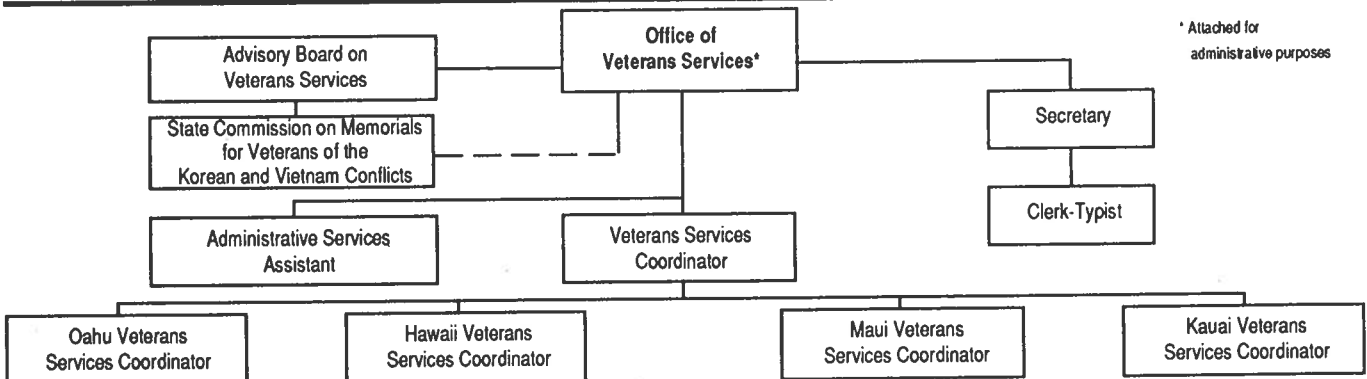 Office of
Veterans Services*
* Attached for
administrative purposes
Advisory Board on
Veterans Services
Secretary
State Commission on Memorials
for Veterans of the
Korean and Vietnam Conflicts
Clerk-Typist
Administrative Services
Assistant
Veterans Services
Coordinator
Oahu Veterans
Services Coordinator
Hawaii Veterans
Services Coordinator
Maui Veterans
Services Coordinator
Kauai Veterans
Services Coordinator